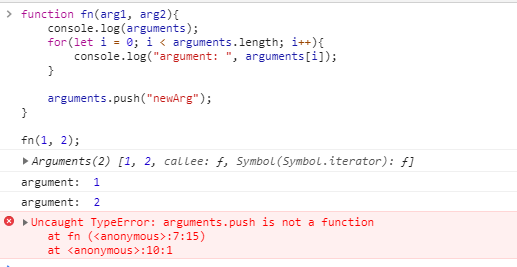 function fn(arg1, arg2){
console.log(arguments);
for(let i = 0; i < arguments.length; i++){
console.log("argument: ", arguments[i]);
}
arguments.push("newArg");
}
fn(1, 2);
Arguments(2) [1, 2, callee: ƒ, Symbol(Symbol.iterator): ƒ]
argument: 1
argument: 2
Uncaught TypeError: arguments.push is not a function
at fn (<anonymous>:7:15)
at <anonymous>:10:1